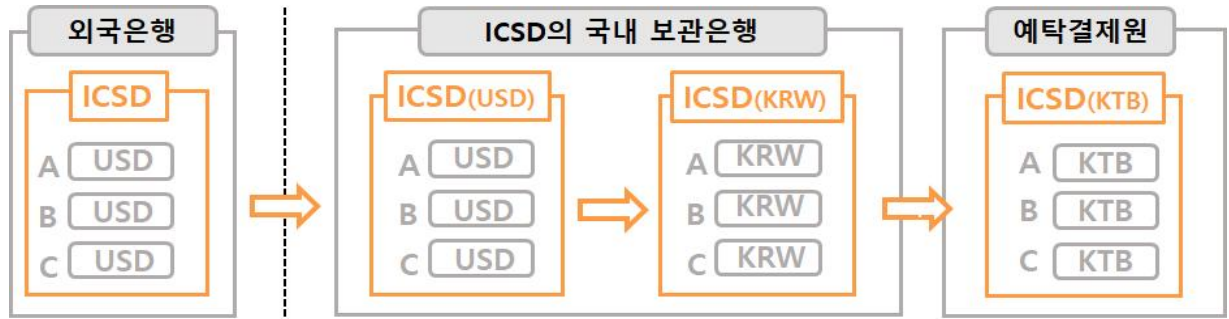 외국은행
ICSD
A USD
B USD
C USD
ICSD의 국내 보관은행
ICSD(USD)
A USD
B USD
C USD
ICSD(KRW)
A KRW
B KRW
C KRW
예탁결제원
ICSD(KTB)
A KTB
B KTB
C KTB